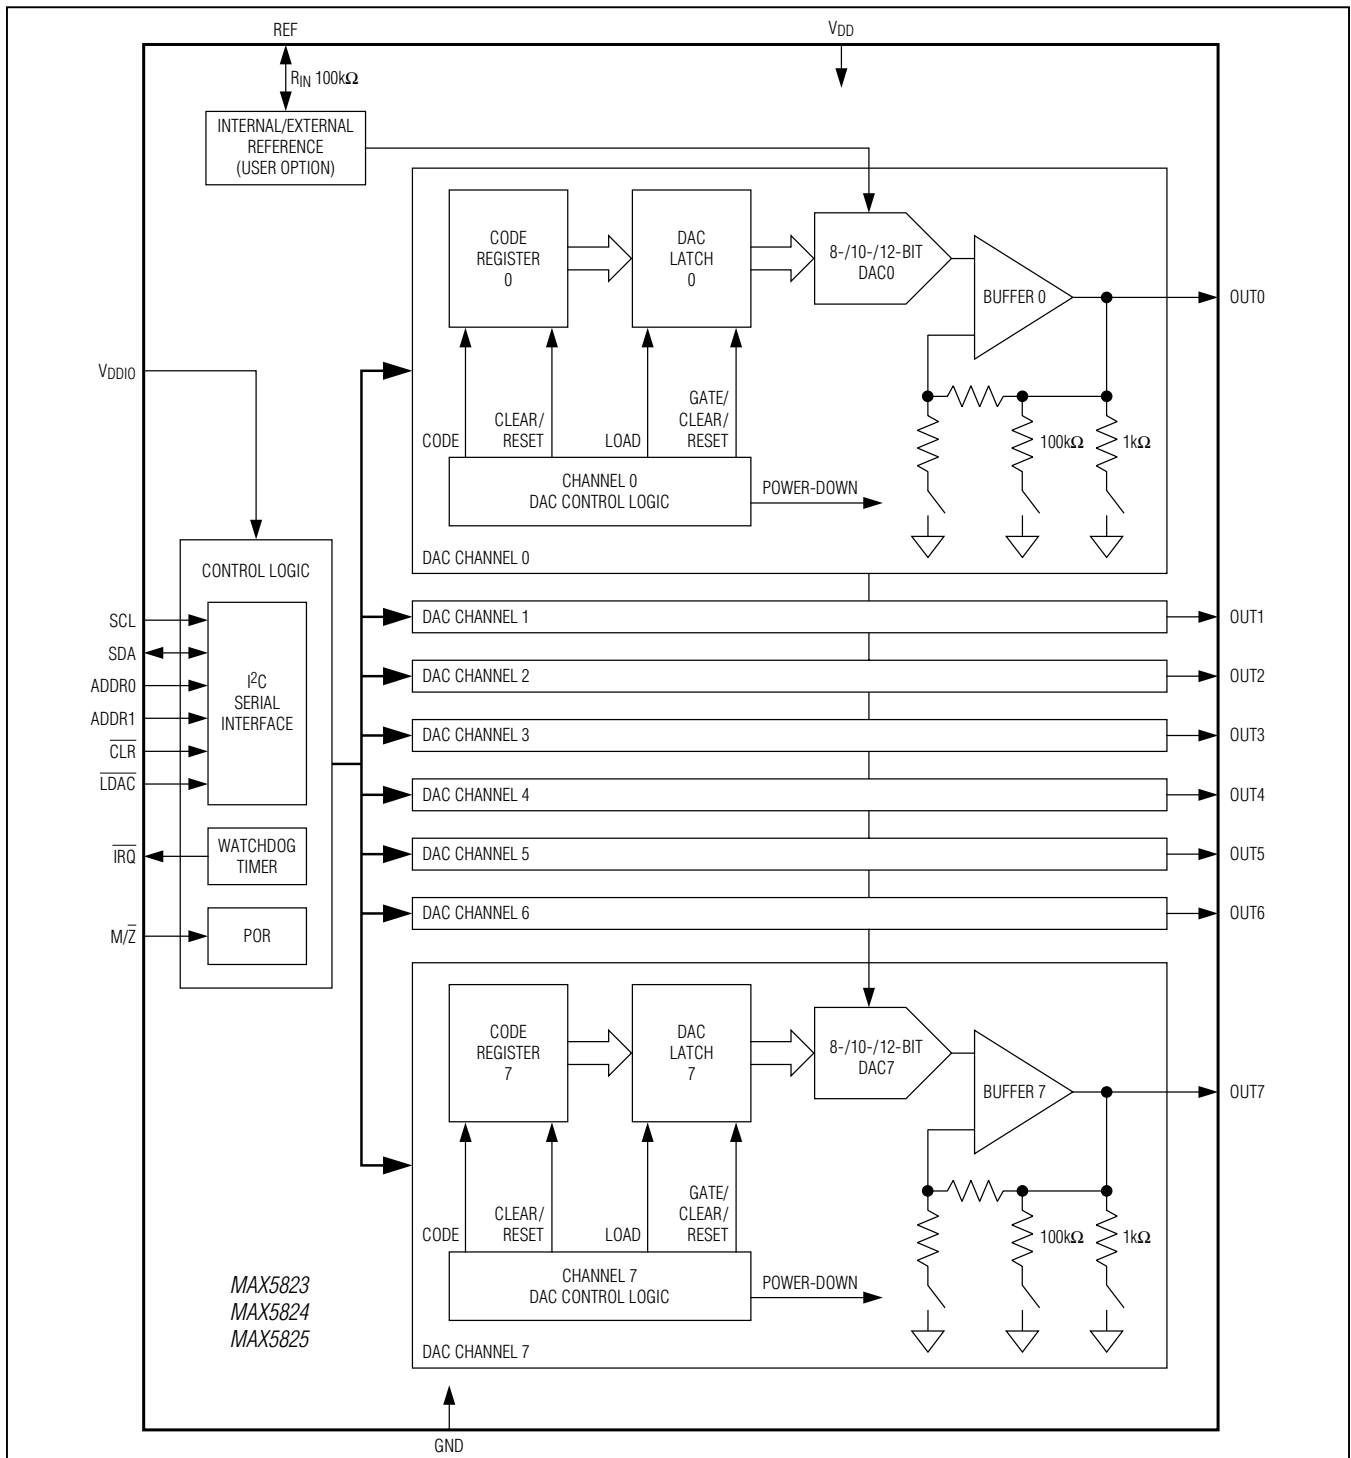 REF
VDD
RIN 100kΩ
INTERNAL/EXTERNAL
REFERENCE
(USER OPTION)
CODE
REGISTER
0
DAC
LATCH
0
8-/10-/12-BIT
DAC0
BUFFER 0
OUT0
VDDIO
CODE
CLEAR/
RESET
LOAD
GATE/
CLEAR/
RESET
100kΩ
1kΩ
CHANNEL 0
DAC CONTROL LOGIC
POWER-DOWN
DAC CHANNEL 0
CONTROL LOGIC
SCL
SDA
ADDR0
ADDR1
C̅L̅R̅
L̅D̅A̅C̅
I²C
SERIAL
INTERFACE
I̅R̅Q̅
WATCHDOG
TIMER
M/Z̅
POR
DAC CHANNEL 1
OUT1
DAC CHANNEL 2
OUT2
DAC CHANNEL 3
OUT3
DAC CHANNEL 4
OUT4
DAC CHANNEL 5
OUT5
DAC CHANNEL 6
OUT6
CODE
REGISTER
7
DAC
LATCH
7
8-/10-/12-BIT
DAC7
BUFFER 7
OUT7
CODE
CLEAR/
RESET
LOAD
GATE/
CLEAR/
RESET
100kΩ
1kΩ
CHANNEL 7
DAC CONTROL LOGIC
POWER-DOWN
DAC CHANNEL 7
MAX5823
MAX5824
MAX5825
GND